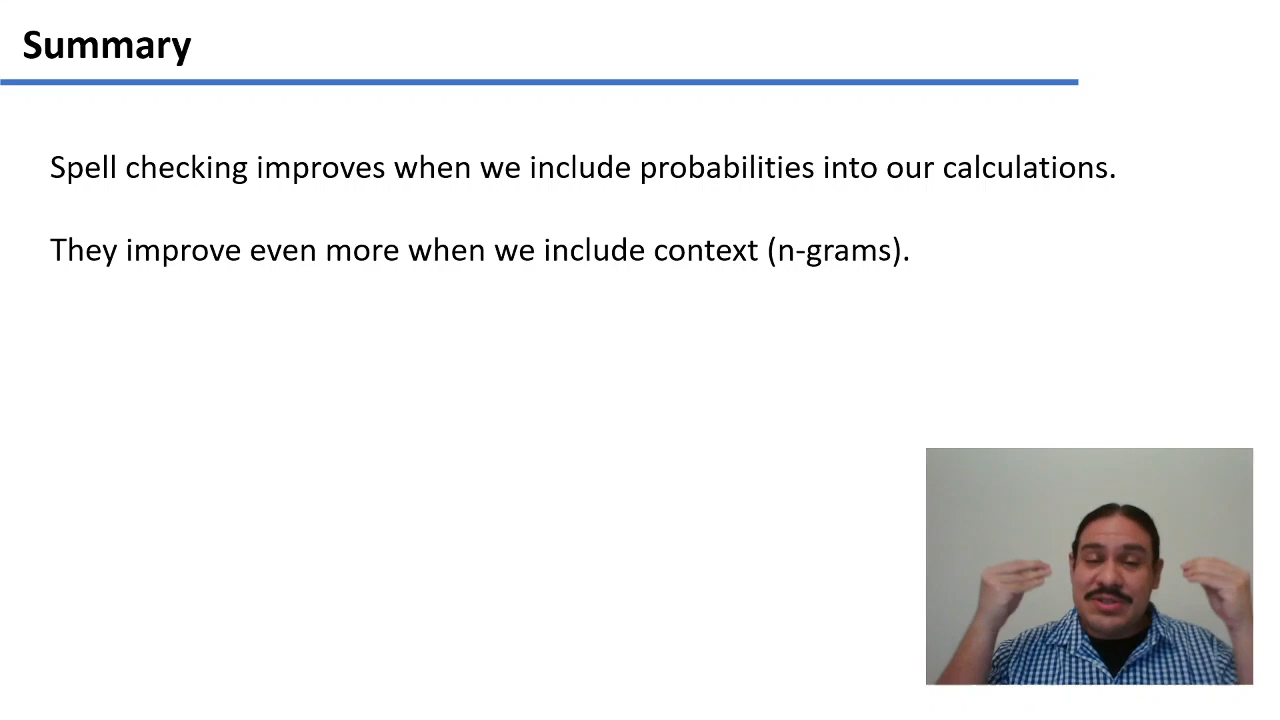 Summary
Spell checking improves when we include probabilities into our calculations.
They improve even more when we include context (n-grams).